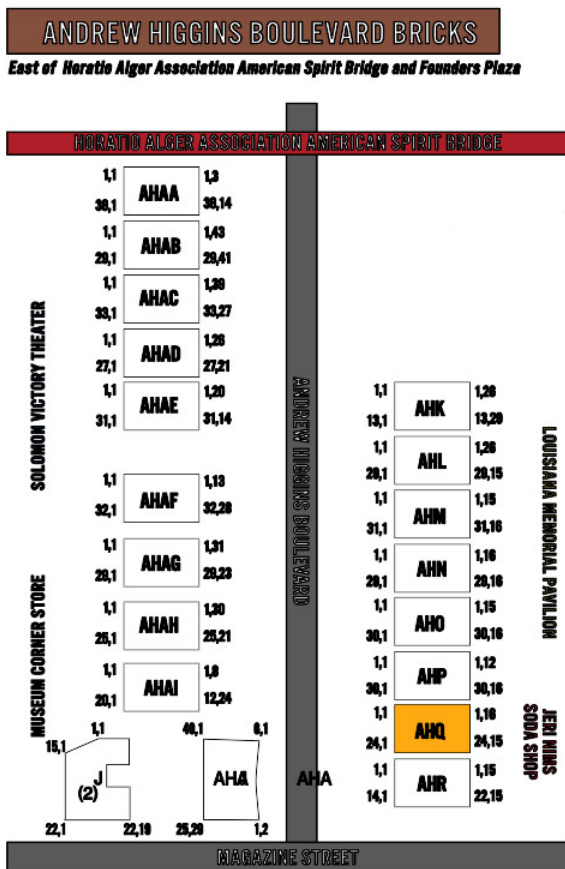 ANDREW HIGGINS BOULEVARD BRICKS
East of Horatio Alger Association American Spirit Bridge and Founders Plaza
HORATIO ALGER ASSOCIATION AMERICAN SPIRIT BRIDGE
1,1 AHAA 1,3
38,1 38,14
1,1 AHAB 1,43
29,1 29,41
1,1 AHAC 1,39
33,1 33,27
1,1 AHAD 1,26
27,1 27,21
1,1 AHAE 1,20
31,1 31,14
1,1 AHAF 1,13
32,1 32,28
1,1 AHAG 1,31
29,1 29,23
1,1 AHAH 1,30
25,1 25,21
1,1 AHAI 1,8
20,1 12,24
SOLOMON VICTORY THEATER
MUSEUM CORNER STORE
1,1
15,1
J
(2)
22,1 22,19
40,1 6,1
25,29 1,2
AHA
ANDREW HIGGINS BOULEVARD
1,1 AHK 1,26
13,1 13,29
1,1 AHL 1,26
29,1 29,15
1,1 AHM 1,15
31,1 31,16
1,1 AHN 1,16
29,1 29,16
1,1 AHO 1,15
30,1 30,16
1,1 AHP 1,12
30,1 30,16
1,1 AHQ 1,16
24,1 24,15
1,1 AHR 1,15
14,1 22,15
LOUISIANA MEMORIAL PAVILION
JERI NIMS
SODA SHOP
MAGAZINE STREET